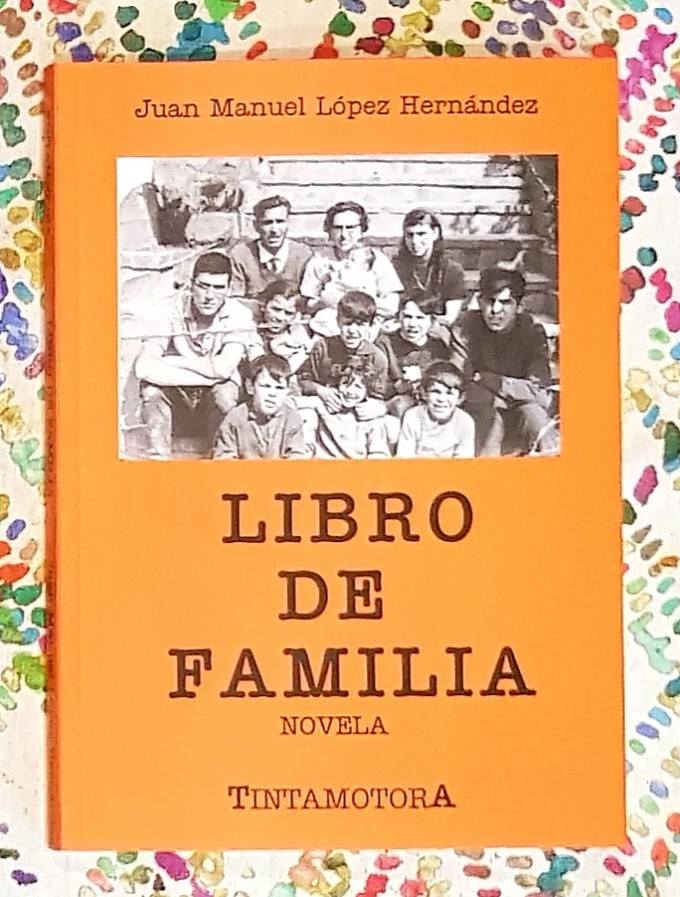 Juan Manuel López Hernández
LIBRO
DE
FAMILIA
NOVELA
TINTAMOTORA